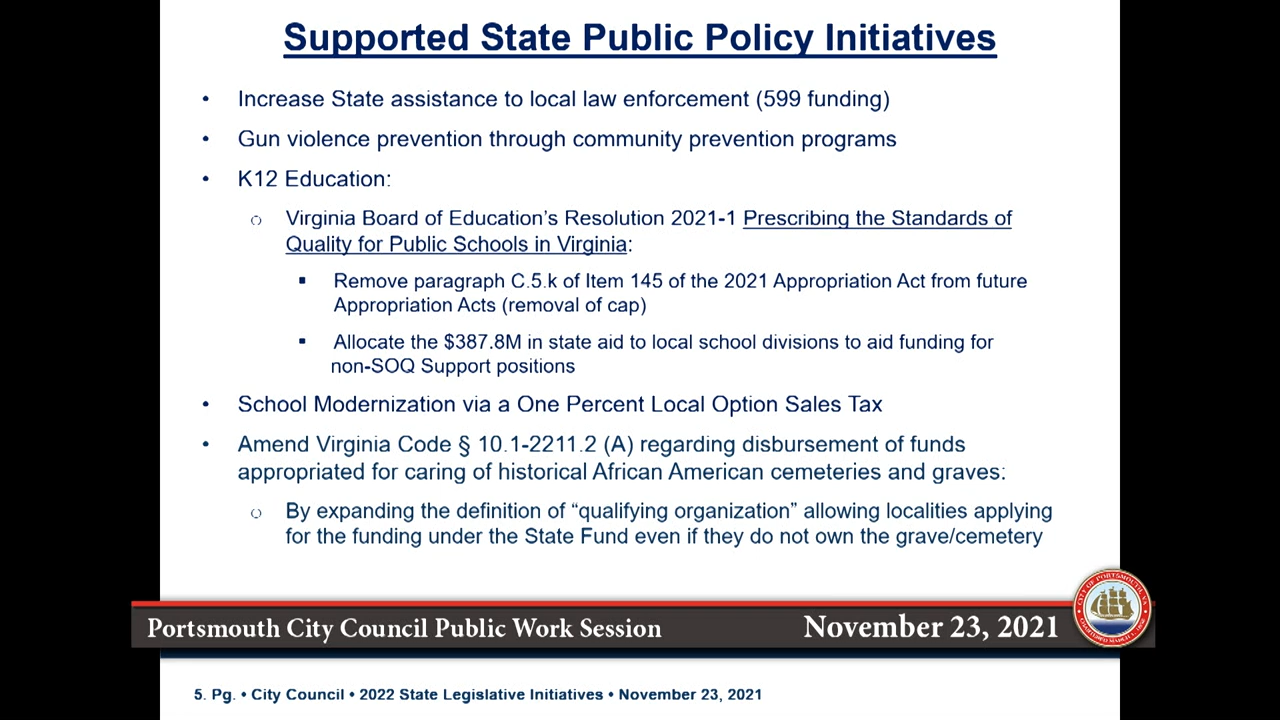 Supported State Public Policy Initiatives
• Increase State assistance to local law enforcement (599 funding)
• Gun violence prevention through community prevention programs
• K12 Education:
o Virginia Board of Education’s Resolution 2021-1 Prescribing the Standards of
Quality for Public Schools in Virginia:
▪ Remove paragraph C.5.k of Item 145 of the 2021 Appropriation Act from future
Appropriation Acts (removal of cap)
▪ Allocate the $387.8M in state aid to local school divisions to aid funding for
non-SOQ Support positions
• School Modernization via a One Percent Local Option Sales Tax
• Amend Virginia Code § 10.1-2211.2 (A) regarding disbursement of funds
appropriated for caring of historical African American cemeteries and graves:
o By expanding the definition of “qualifying organization” allowing localities applying
for the funding under the State Fund even if they do not own the grave/cemetery
Portsmouth City Council Public Work Session
November 23, 2021
CITY OF PORTSMOUTH, VA
5. Pg. • City Council • 2022 State Legislative Initiatives • November 23, 2021